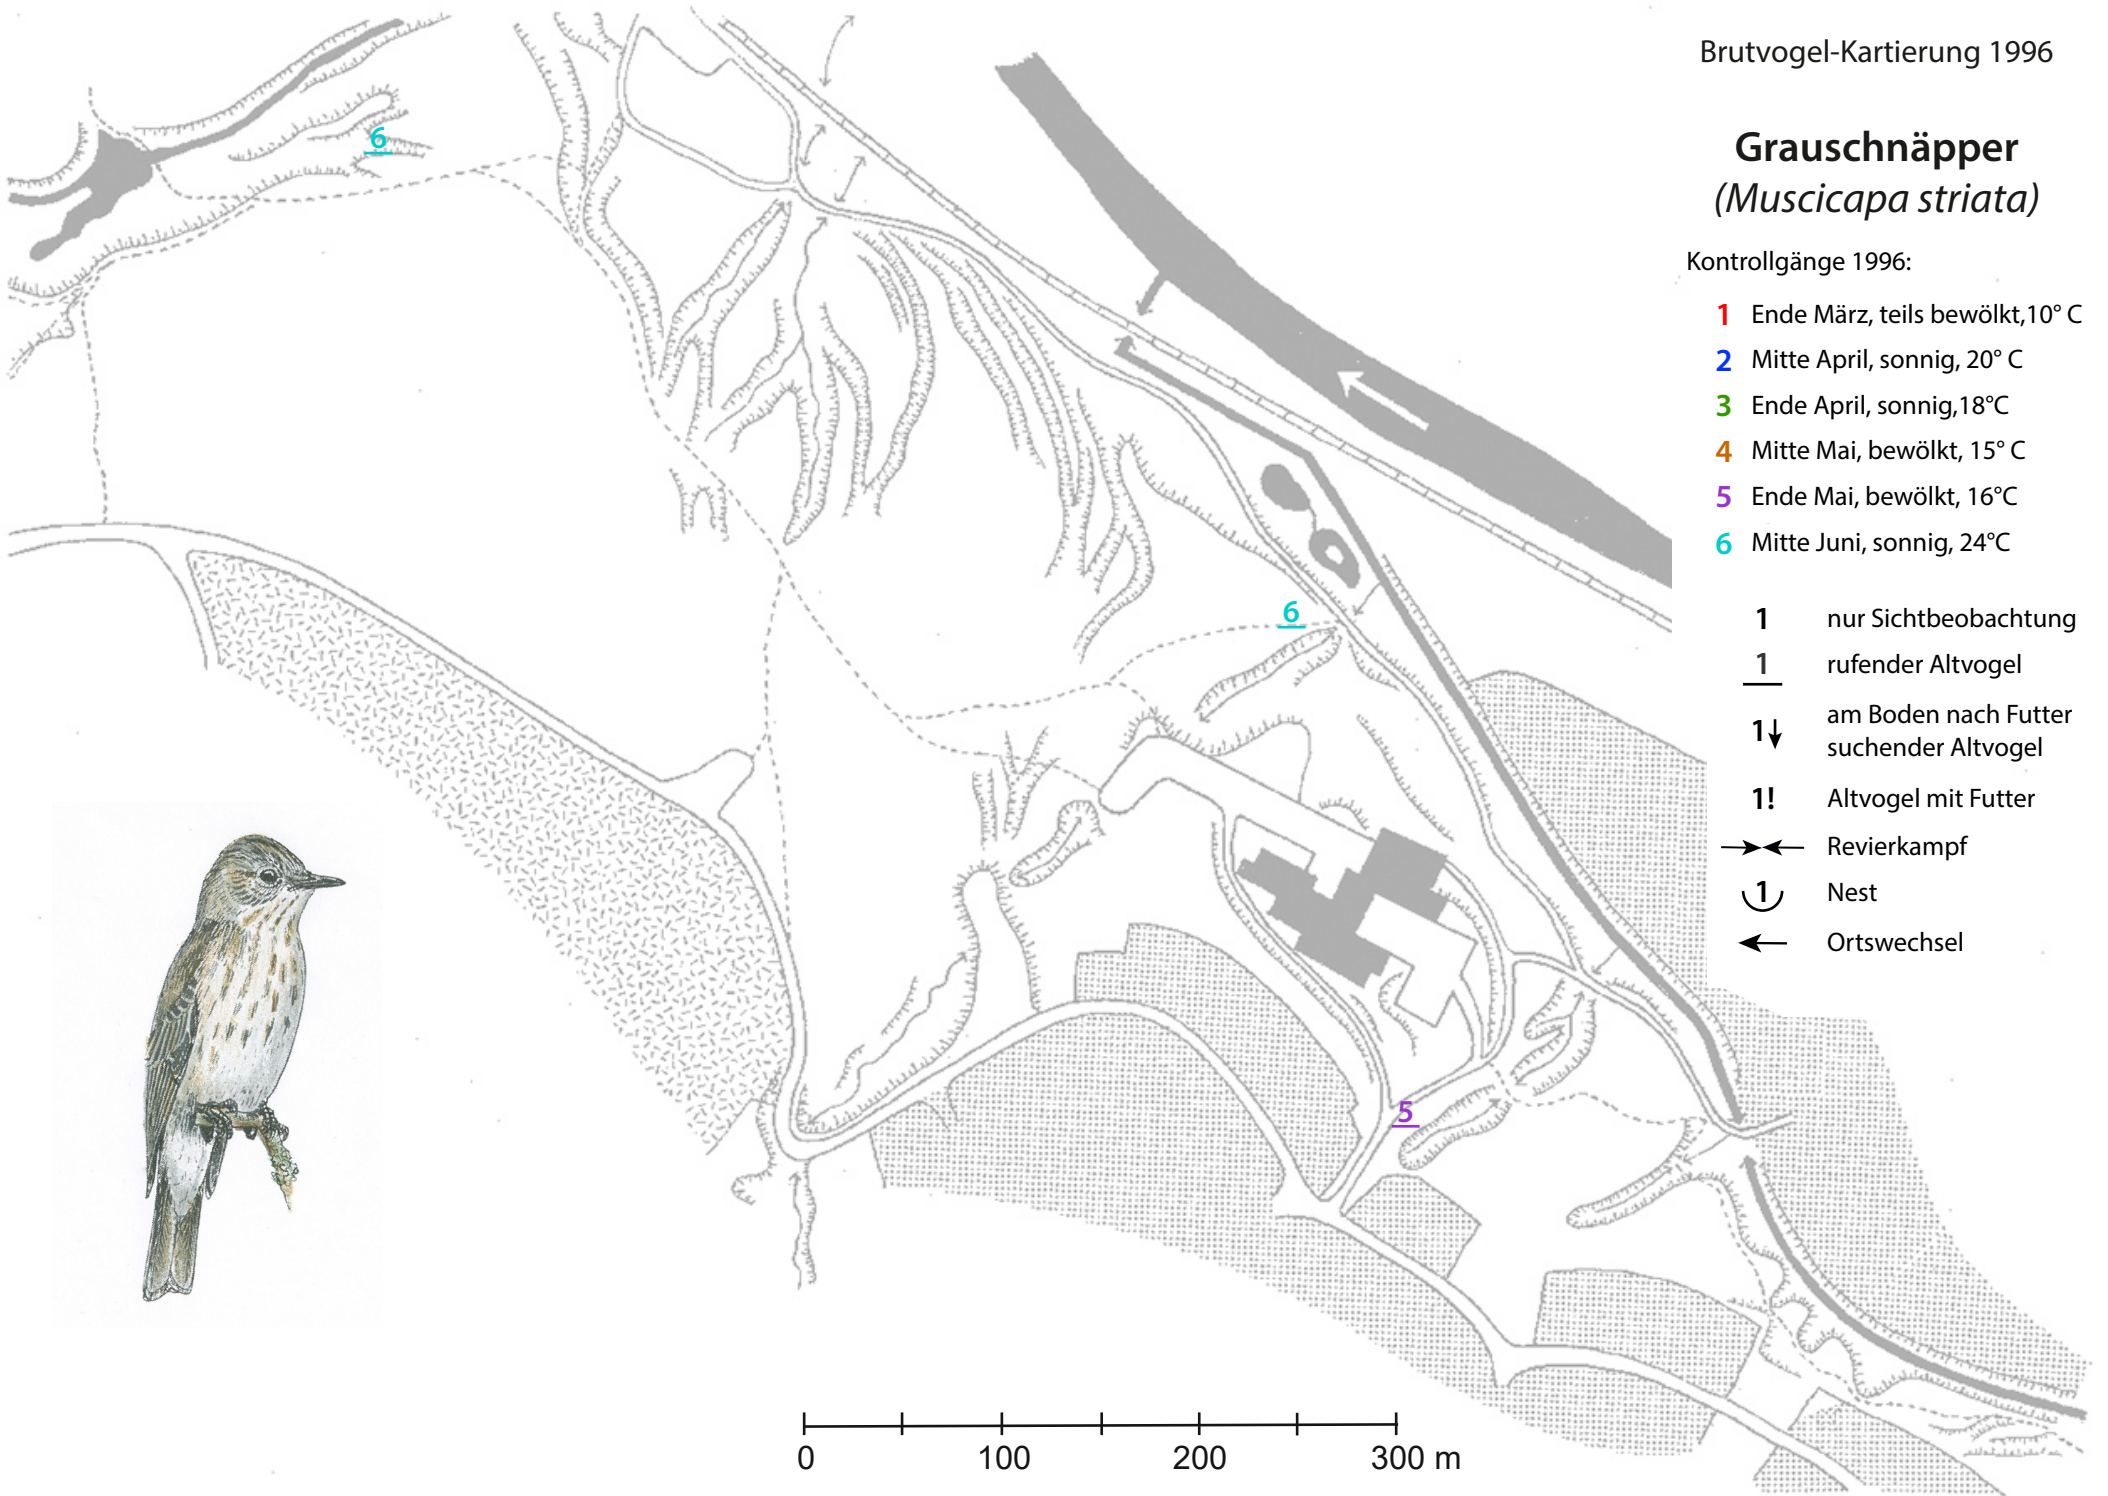 Brutvogel-Kartierung 1996
Grauschnäpper
(Muscicapa striata)
Kontrollgänge 1996:
1 Ende März, teils bewölkt,10° C
2 Mitte April, sonnig, 20° C
3 Ende April, sonnig,18°C
4 Mitte Mai, bewölkt, 15° C
5 Ende Mai, bewölkt, 16°C
6 Mitte Juni, sonnig, 24°C
1 nur Sichtbeobachtung
1 rufender Altvogel
1↓ am Boden nach Futter
suchender Altvogel
1! Altvogel mit Futter
Revierkampf
1 Nest
Ortswechsel
6
6
5
0 100 200 300 m